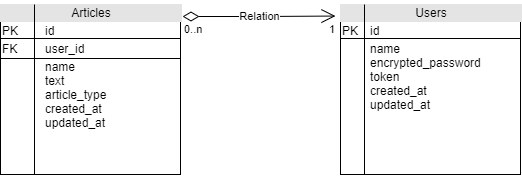 Articles
PK id
FK user_id
name
text
article_type
created_at
updated_at
Relation
0..n 1
Users
PK id
name
encrypted_password
token
created_at
updated_at